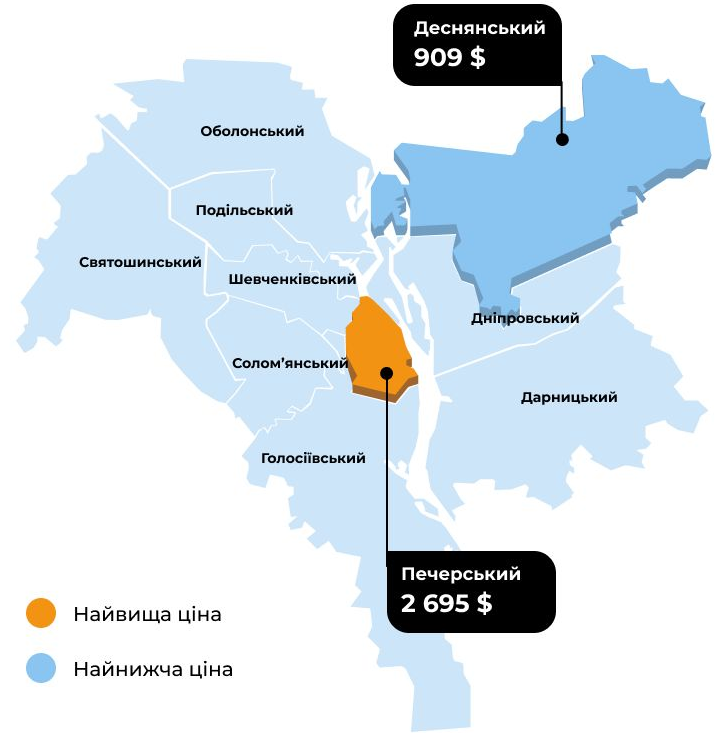 Деснянський
909 $
Оболонський
Подільський
Святошинський
Шевченківський
Дніпровський
Солом’янський
Дарницький
Голосіївський
Печерський
2 695 $
Найвища ціна
Найнижча ціна